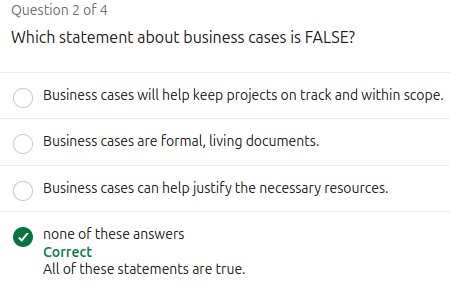 Question 2 of 4
Which statement about business cases is FALSE?
Business cases will help keep projects on track and within scope.
Business cases are formal, living documents.
Business cases can help justify the necessary resources.
none of these answers
Correct
All of these statements are true.